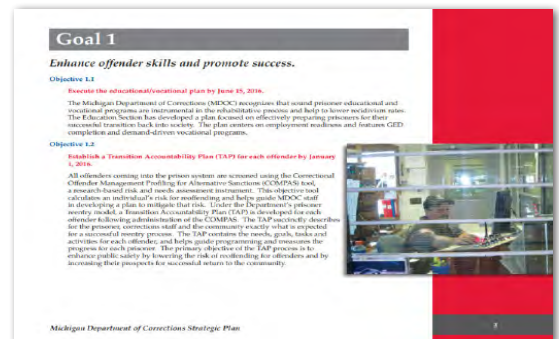 Goal 1
Enhance offender skills and promote success.
Objective 1.1
Execute the educational/vocational plan by June 15, 2016.
The Michigan Department of Corrections (MDOC) recognizes that sound prisoner educational and
vocational programs are instrumental in the rehabilitative process and help to lower recidivism rates.
The Education Section has developed a plan focused on effectively preparing prisoners for their
successful transition back into society. The plan centers on employment readiness and features GED
completion and demand-driven vocational programs.
Objective 1.2
Establish a Transition Accountability Plan (TAP) for each offender by January
1, 2016.
All offenders coming into the prison system are screened using the Correctional
Offender Management Profiling for Alternative Sanctions (COMPAS) tool,
a research-based risk and needs assessment instrument. This objective tool
calculates an individual's risk for reoffending and helps guide MDOC staff
in developing a plan to mitigate that risk. Under the Department's prisoner
reentry model, a Transition Accountability Plan (TAP) is developed for each
offender following administration of the COMPAS. The TAP succinctly describes
for the prisoner, corrections staff and the community exactly what is expected
for a successful reentry process. The TAP contains the needs, goals, tasks and
activities for each offender, and helps guide programming and measures the
progress for each prisoner. The primary objective of the TAP process is to
enhance public safety by lowering the risk of reoffending for offenders and by
increasing their prospects for successful return to the community.
Michigan Department of Corrections Strategic Plan